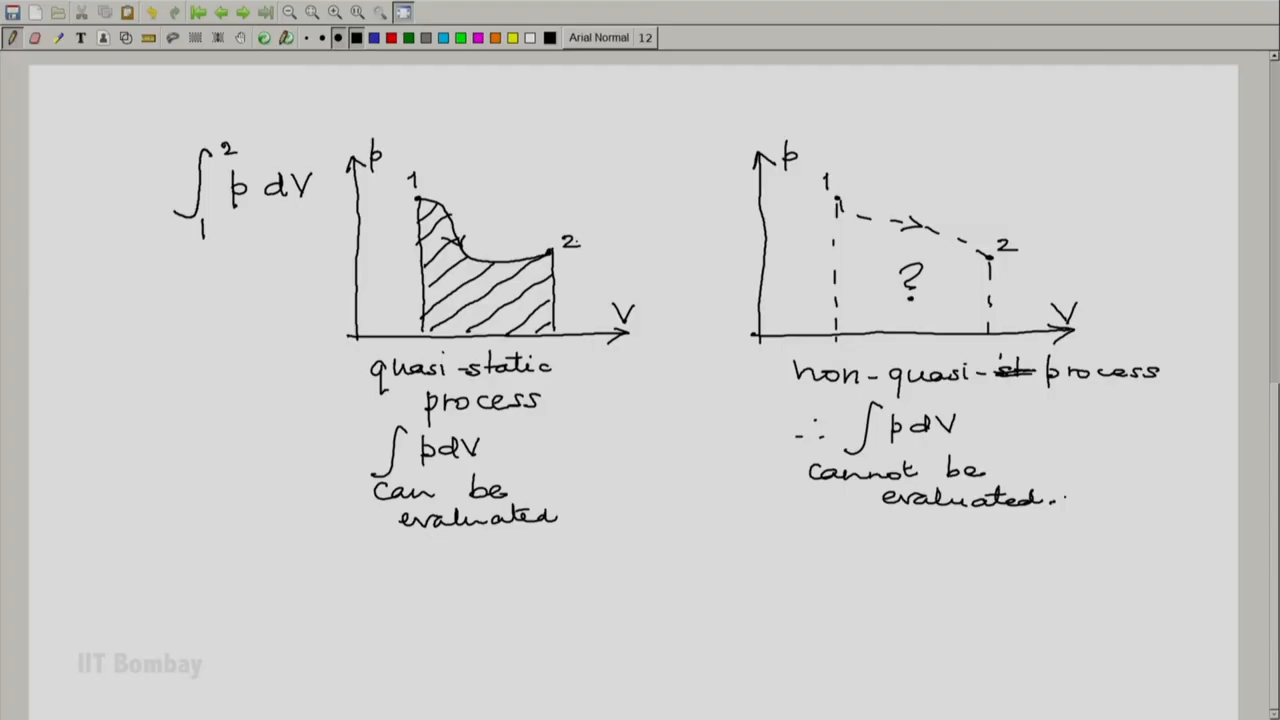 Arial Normal 12
∫₁² p dV
p
1
2
V
quasi-static
process
∫ pdV
can be
evaluated
p
1
2
?
V
non-quasi-st process
∴ ∫ pdV
cannot be
evaluated.
IIT Bombay